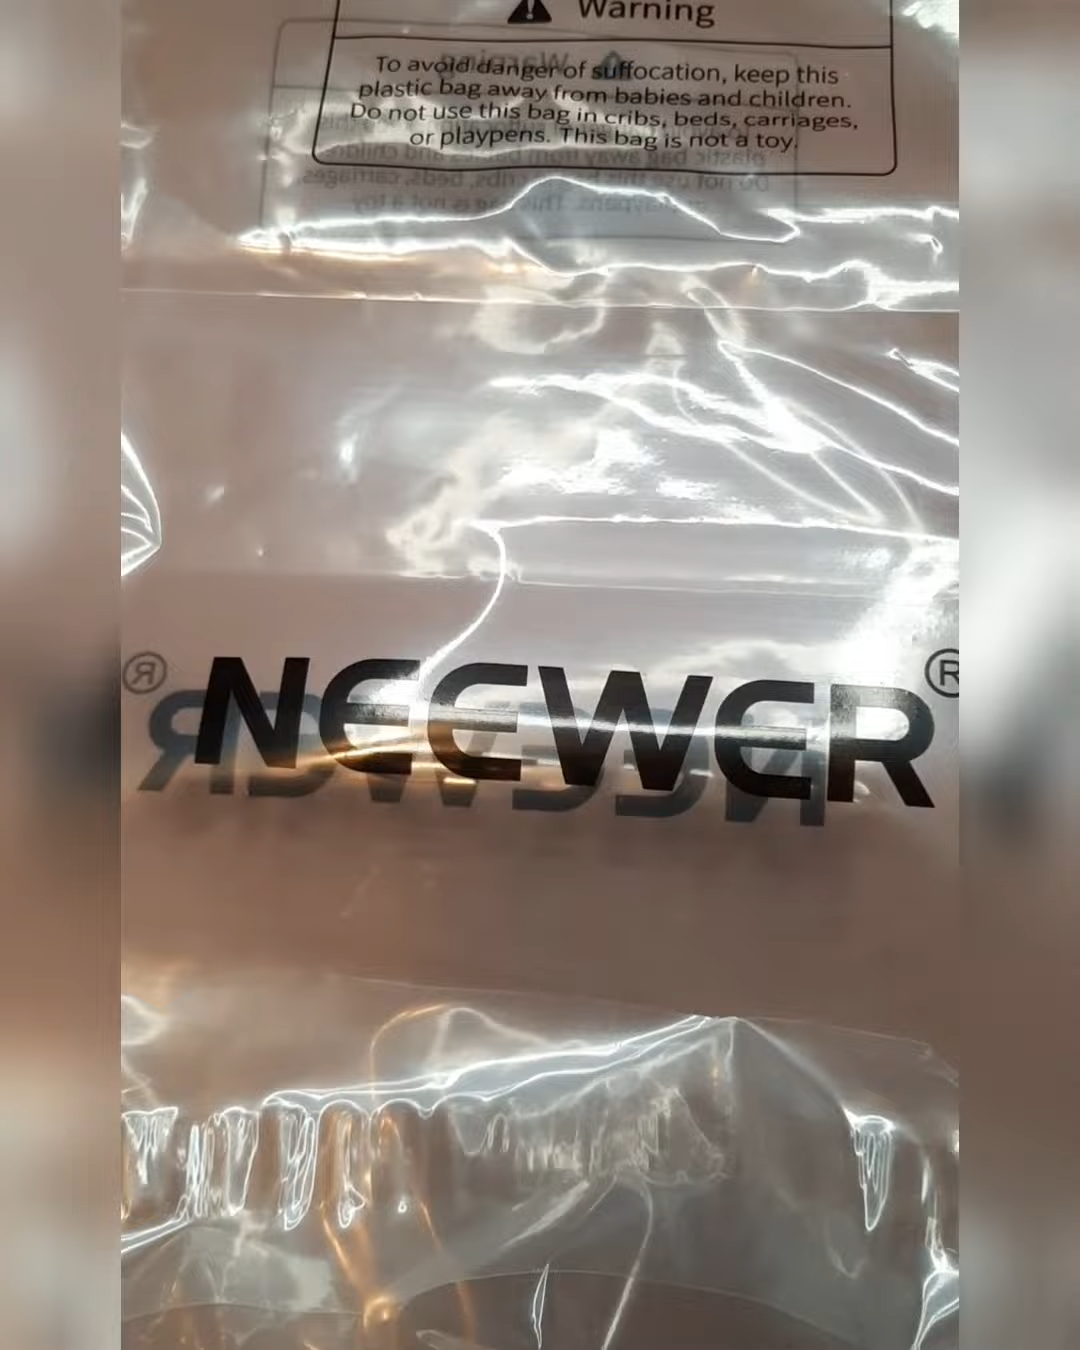 Warning
To avoid danger of suffocation, keep this
plastic bag away from babies and children.
Do not use this bag in cribs, beds, carriages,
or playpens. This bag is not a toy.
NEEWER®